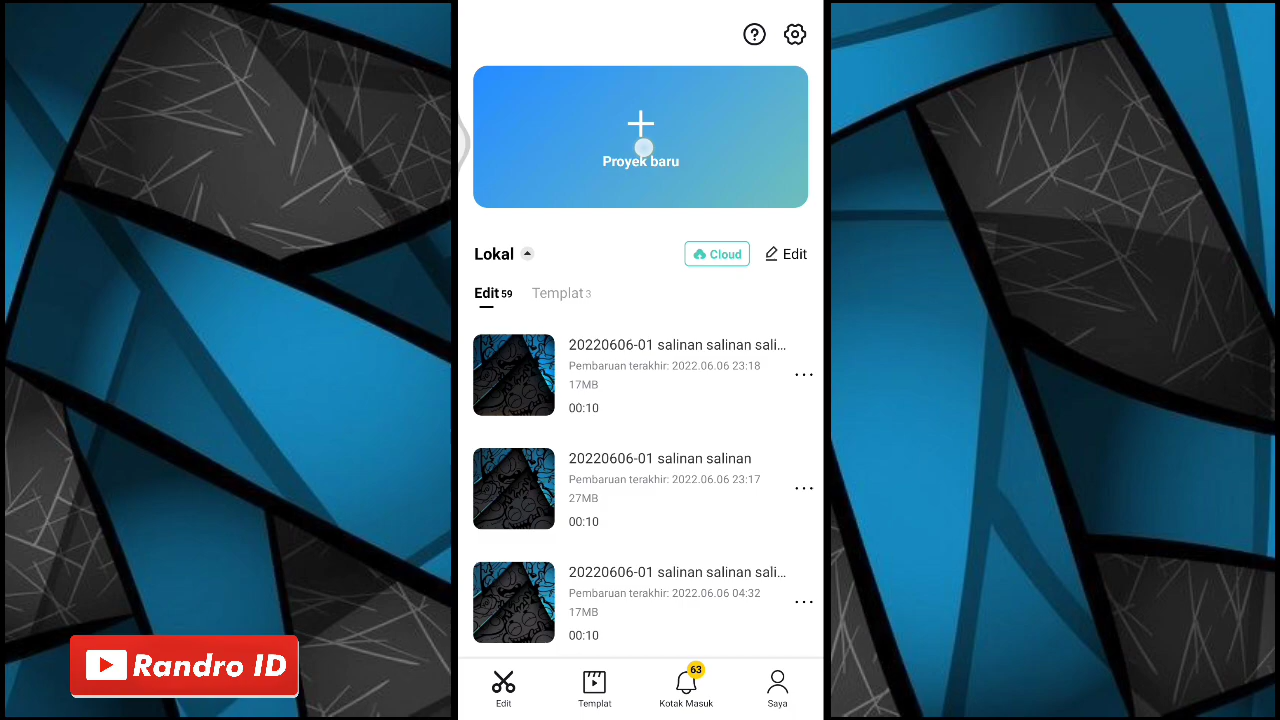 Proyek baru
Lokal
Cloud
Edit
Edit 59
Templat 3
20220606-01 salinan salinan sali...
Pembaruan terakhir: 2022.06.06 23:18
17MB
00:10
20220606-01 salinan salinan
Pembaruan terakhir: 2022.06.06 23:17
27MB
00:10
20220606-01 salinan salinan sali...
Pembaruan terakhir: 2022.06.06 04:32
17MB
00:10
Randro ID
63
Edit
Templat
Kotak Masuk
Saya